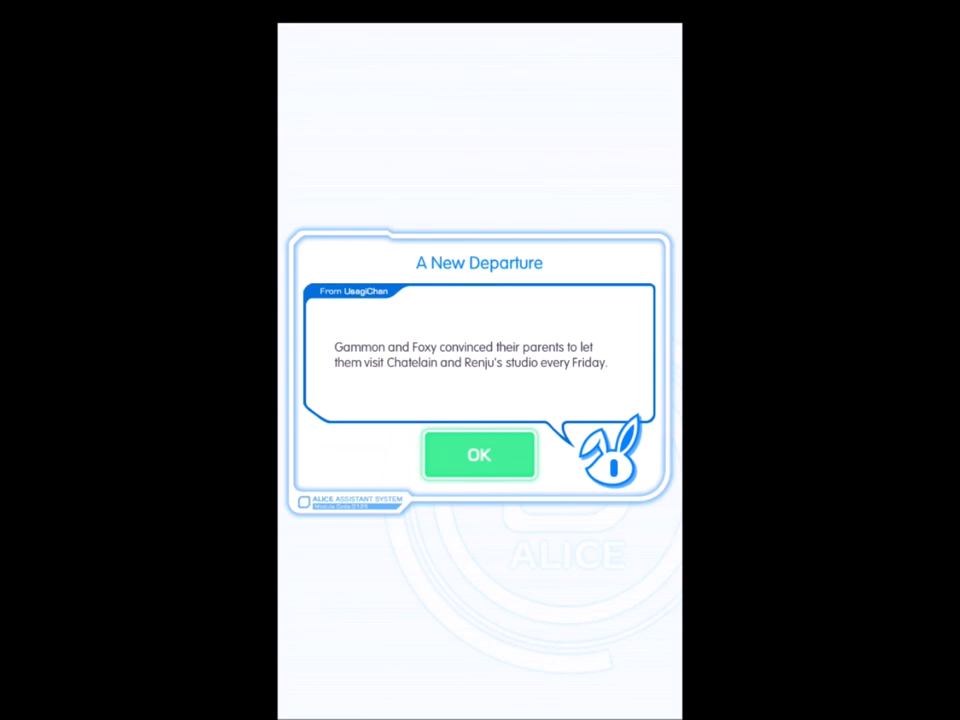 A New Departure
From UsagiChan
Gammon and Foxy convinced their parents to let
them visit Chatelain and Renju's studio every Friday.
OK
ALICE ASSISTANT SYSTEM
ALICE